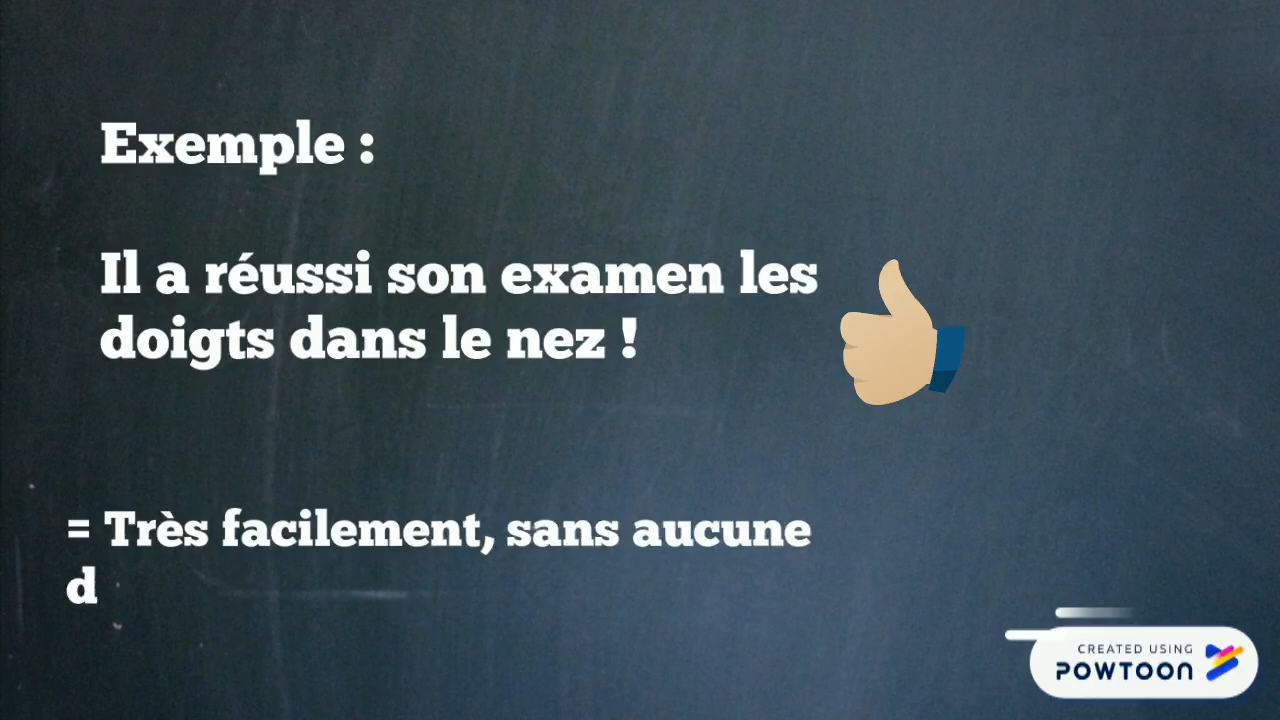 Exemple :
Il a réussi son examen les
doigts dans le nez !
= Très facilement, sans aucune
d
CREATED USING
POWTOON